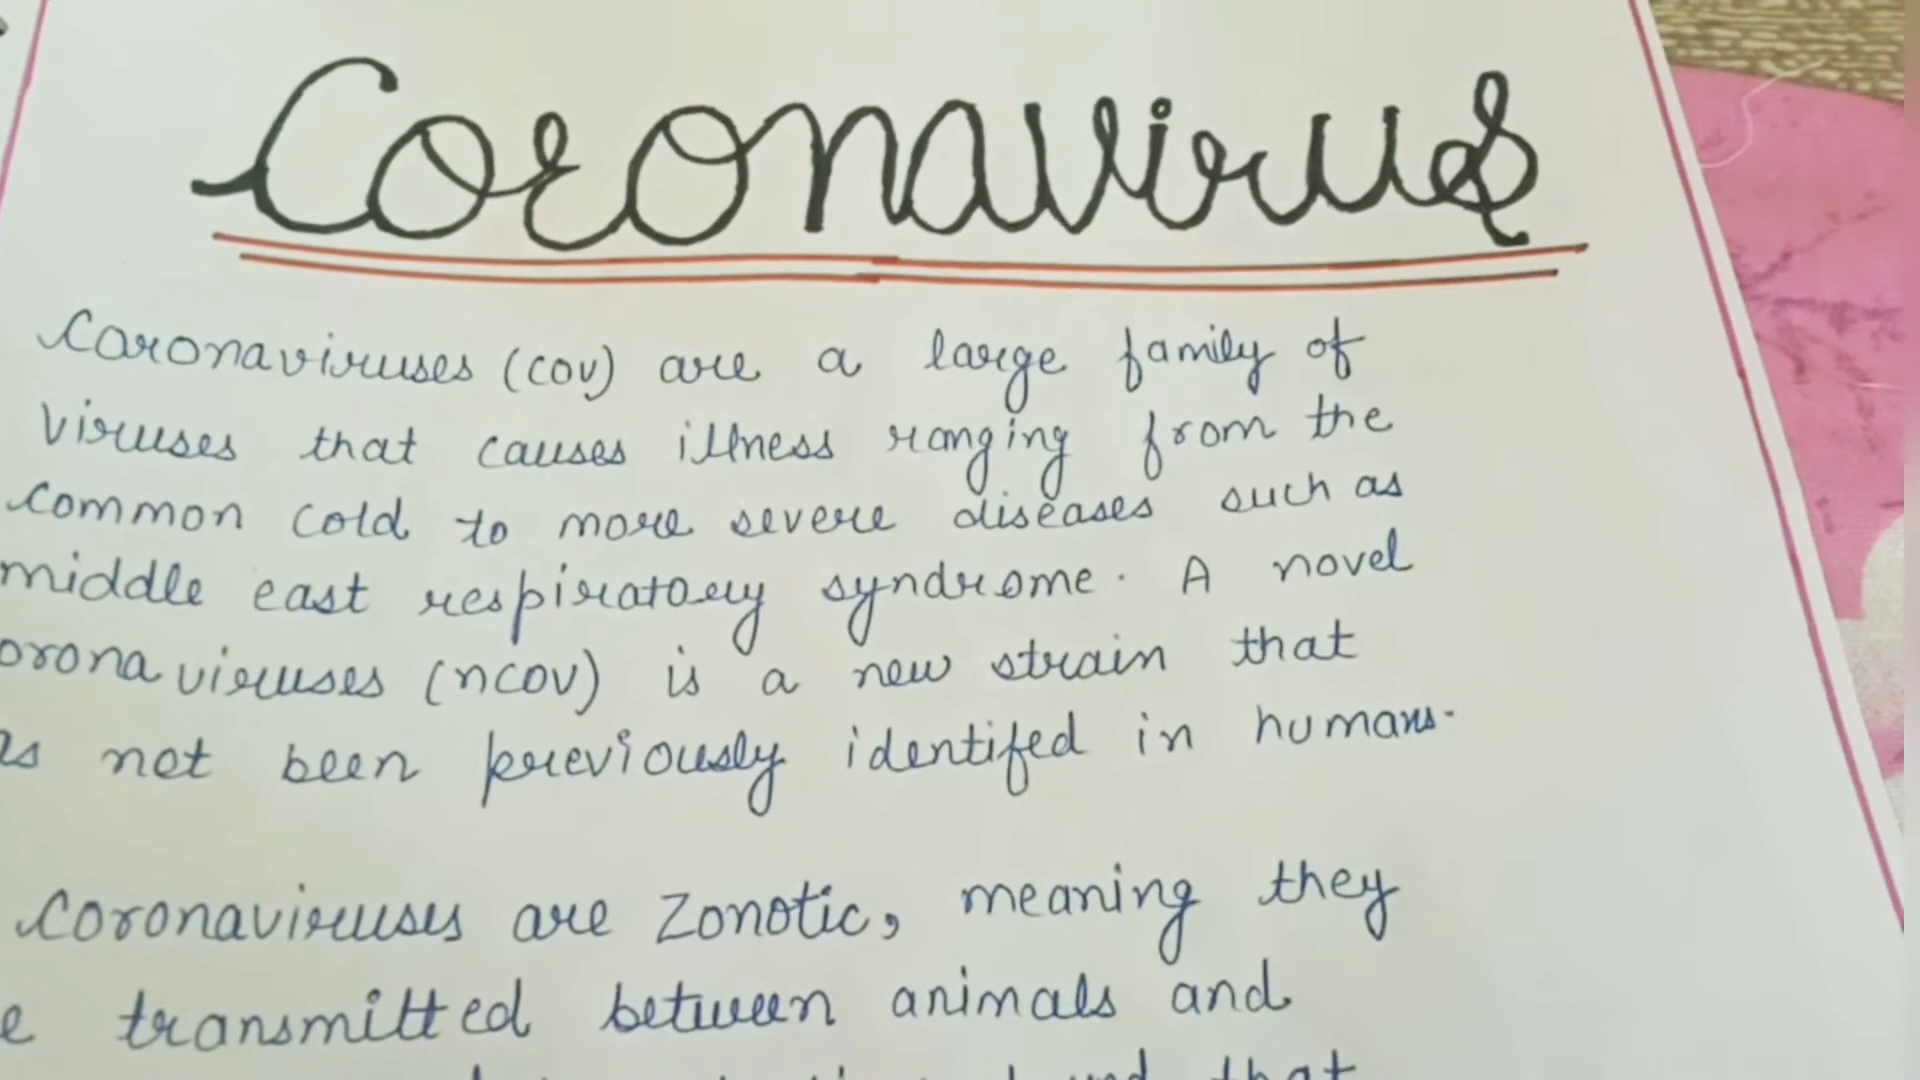 Coronavirus
Coronaviruses (cov) are a large family of
viruses that causes illness ranging from the
common cold to more severe diseases such as
middle east respiratory syndrome. A novel
orona viruses (ncov) is a new strain that
as not been previously identifed in humans.
Coronaviruses are Zonotic, meaning they
e transmitted between animals and
that